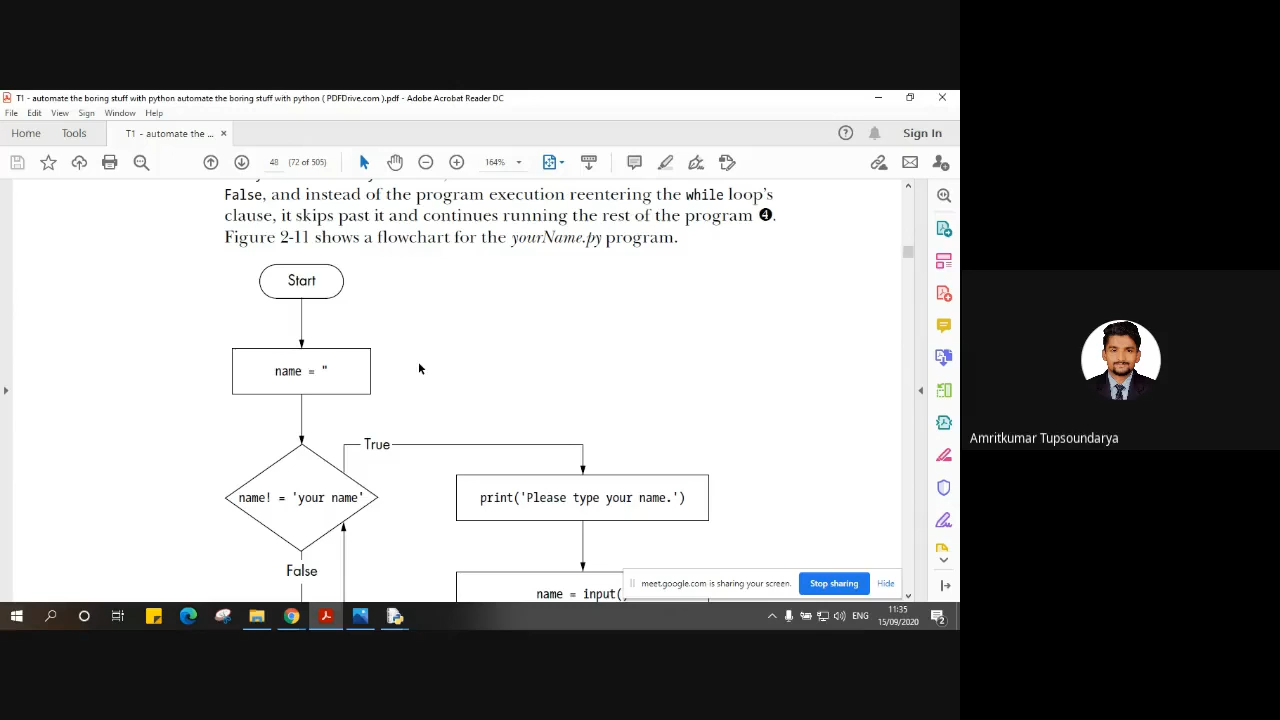 T1 - automate the boring stuff with python automate the boring stuff with python ( PDFDrive.com ).pdf - Adobe Acrobat Reader DC
File Edit View Sign Window Help
Home Tools T1 - automate the ... × Sign In
48 (72 of 505) 164%
False, and instead of the program execution reentering the while loop's
clause, it skips past it and continues running the rest of the program ❹.
Figure 2-11 shows a flowchart for the yourName.py program.
Start
name = "
True
name! = 'your name'
print('Please type your name.')
False
name = input()
meet.google.com is sharing your screen. Stop sharing Hide
Amritkumar Tupsoundarya
ENG
11:35
15/09/2020
2